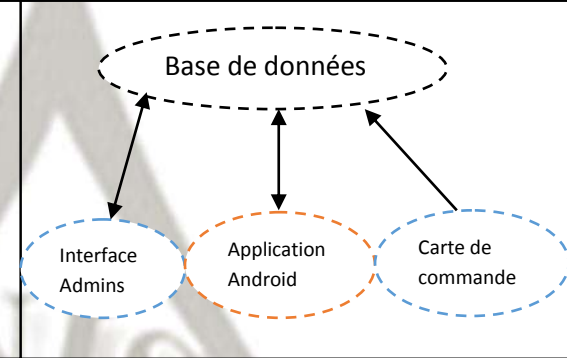 Base de données
Interface
Admins
Application
Android
Carte de
commande